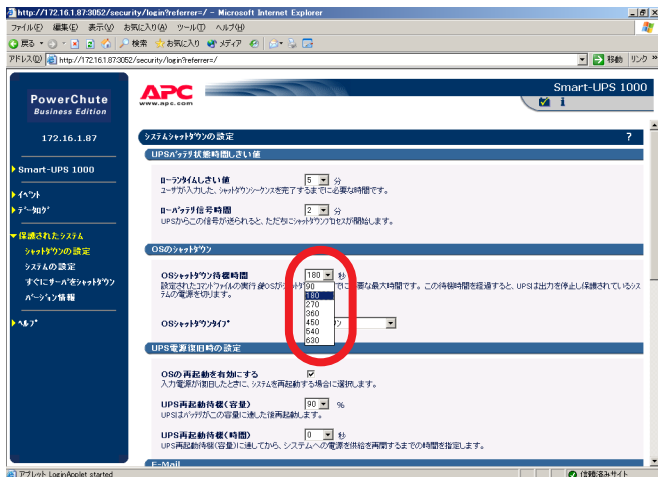 http://172.16.1.87:3052/security/login?referrer=/ - Microsoft Internet Explorer
ファイル(F) 編集(E) 表示(V) お気に入り(A) ツール(T) ヘルプ(H)
戻る 検索 お気に入り メディア
アドレス(D) http://172.16.1.87:3052/security/login?referrer=/ 移動 リンク »
PowerChute
Business Edition
172.16.1.87
Smart-UPS 1000
イベント
データログ
保護されたシステム
シャットダウンの設定
システムの設定
すぐにサーバをシャットダウン
バージョン情報
ヘルプ
APC
www.apc.com
Smart-UPS 1000
システムシャットダウンの設定 ?
UPSバッテリ状態時間しきい値
ローランタイムしきい値 5 分
ユーザが入力した、シャットダウンシーケンスを完了するまでに必要な時間です。
ローバッテリ信号時間 2 分
UPSからこの信号が送られると、ただちにシャットダウンプロセスが開始します。
OSのシャットダウン
OSシャットダウン待機時間 180 秒
90
180
270
360
450
540
630
設定されたコマンドファイルの実行後OSがシャット でに 要な最大時間です。この待機時間を経過すると、UPSは出力を停止し保護されているシステムの電源を切ります。
OSシャットダウンタイプ
UPS電源復旧時の設定
OSの再起動を有効にする
入力電源が復旧したときに、システムを再起動する場合に選択します。
UPS再起動待機(容量) 90 %
UPSはバッテリがこの容量に達した後再起動します。
UPS再起動待機(時間) 0 秒
UPS再起動待機(容量)に達してから、システムへの電源を供給を再開するまでの時間を指定します。
E-Mail
アプレット LoginApplet started 信頼済みサイト